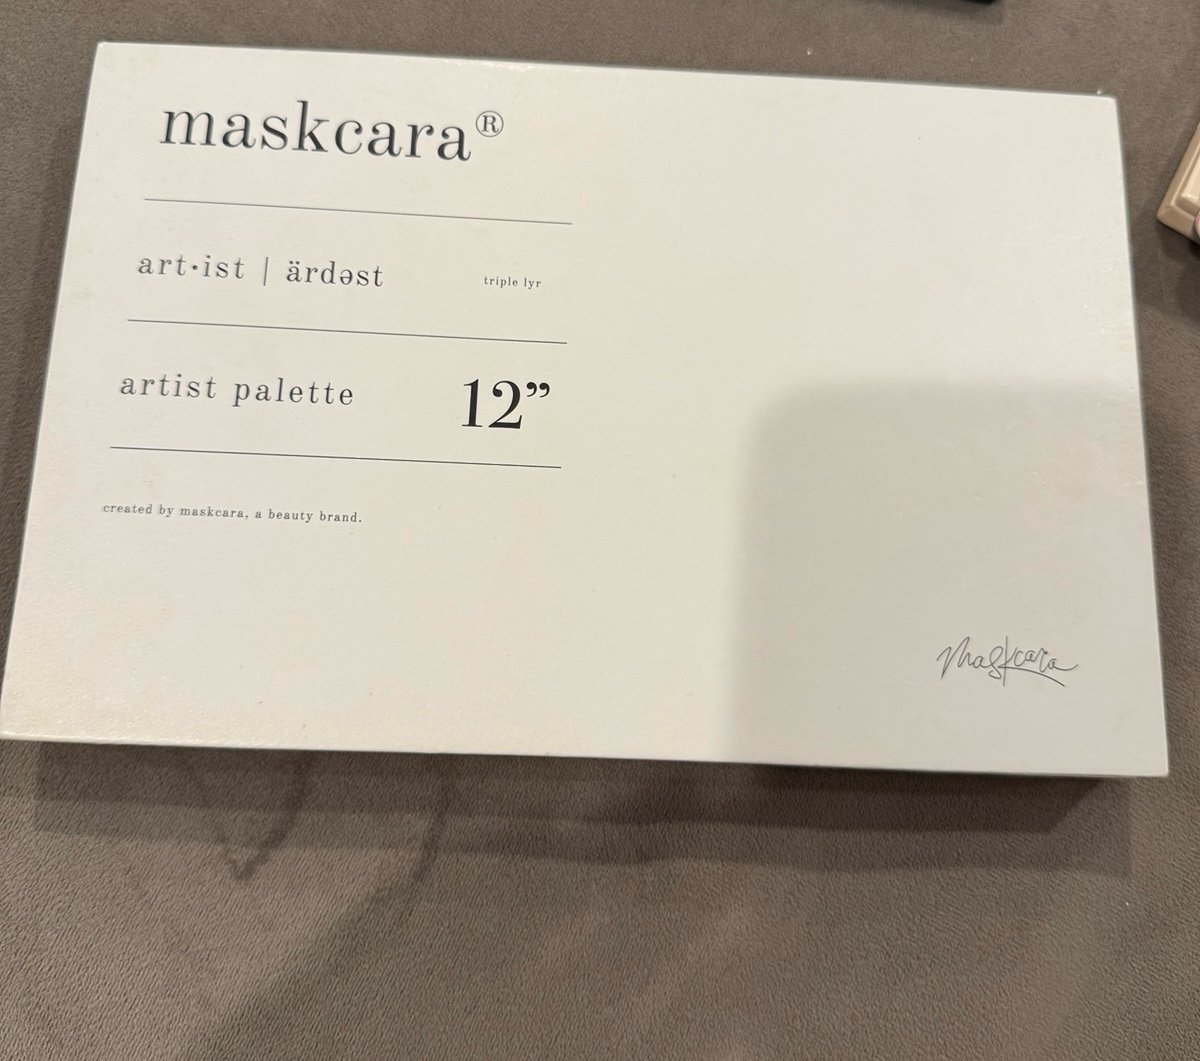 maskcara®
art·ist | ärdəst triple lyr
artist palette 12”
created by maskcara, a beauty brand.
maskcara